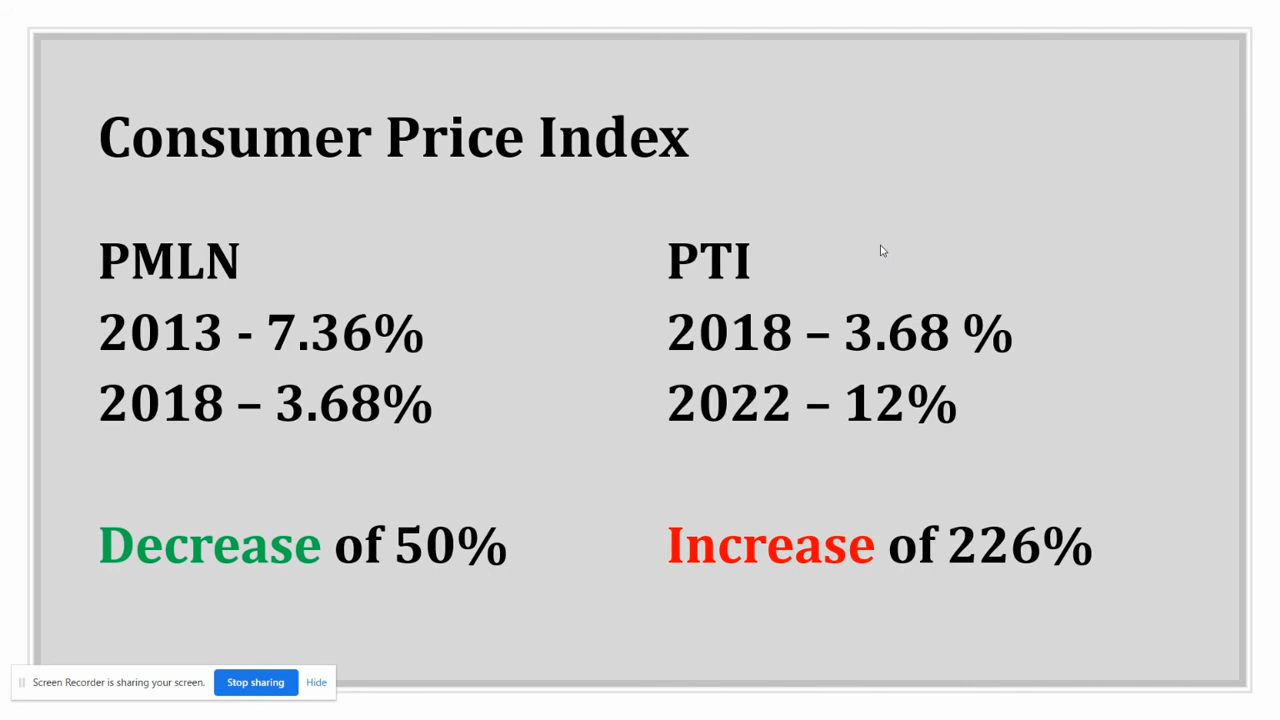 Consumer Price Index
PMLN
2013 - 7.36%
2018 – 3.68%
Decrease of 50%
PTI
2018 – 3.68 %
2022 – 12%
Increase of 226%
Screen Recorder is sharing your screen.
Stop sharing
Hide